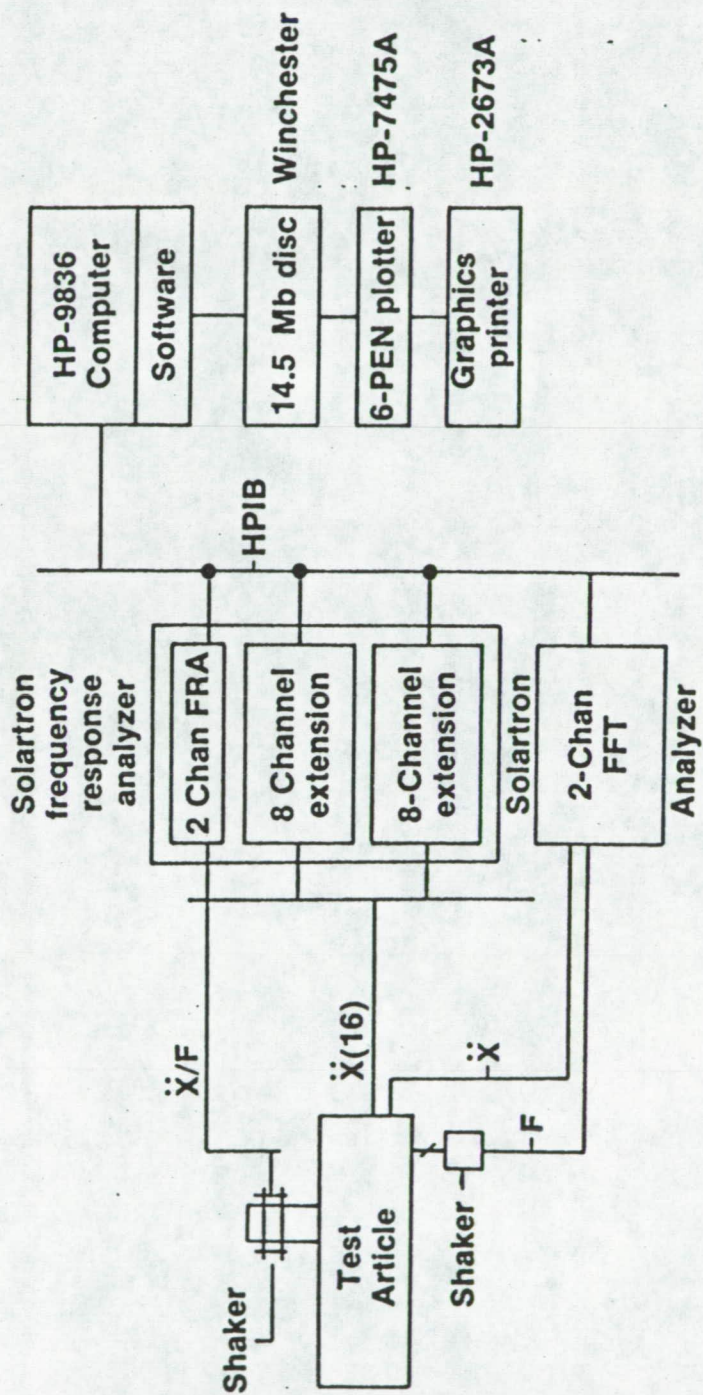 Solartron
frequency
response
analyzer
2 Chan FRA
8 Channel
extension
8-Channel
extension
Solartron
2-Chan
FFT
Analyzer
HPIB
HP-9836
Computer
Software
14.5 Mb disc
Winchester
6-PEN plotter
HP-7475A
Graphics
printer
HP-2673A
Shaker
Ẍ/F
Ẍ(16)
Test
Article
Ẍ
Shaker
F